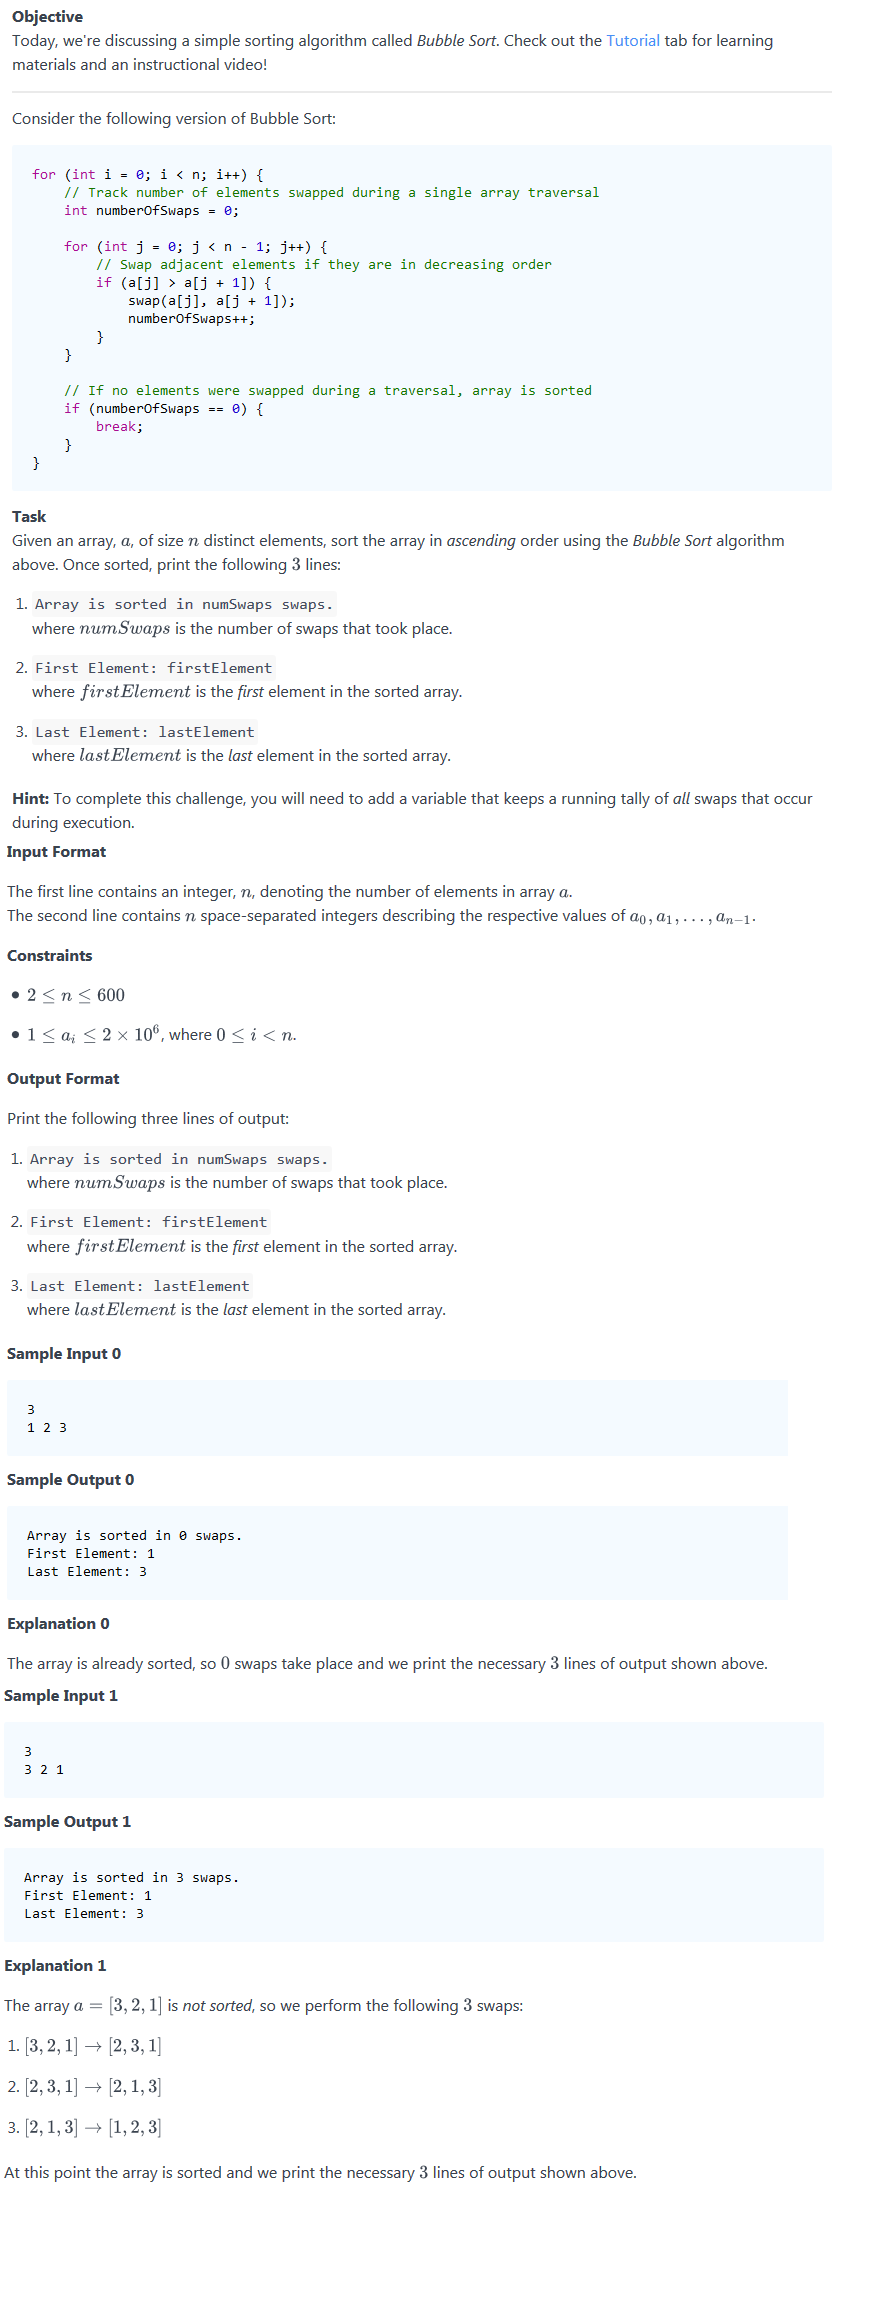 Objective
Today, we're discussing a simple sorting algorithm called Bubble Sort. Check out the Tutorial tab for learning
materials and an instructional video!
Consider the following version of Bubble Sort:
for (int i = 0; i < n; i++) {
    // Track number of elements swapped during a single array traversal
    int numberOfSwaps = 0;
    for (int j = 0; j < n - 1; j++) {
        // Swap adjacent elements if they are in decreasing order
        if (a[j] > a[j + 1]) {
            swap(a[j], a[j + 1]);
            numberOfSwaps++;
        }
    }
    // If no elements were swapped during a traversal, array is sorted
    if (numberOfSwaps == 0) {
        break;
    }
}
Task
Given an array, a, of size n distinct elements, sort the array in ascending order using the Bubble Sort algorithm
above. Once sorted, print the following 3 lines:
1. Array is sorted in numSwaps swaps.
where numSwaps is the number of swaps that took place.
2. First Element: firstElement
where firstElement is the first element in the sorted array.
3. Last Element: lastElement
where lastElement is the last element in the sorted array.
Hint: To complete this challenge, you will need to add a variable that keeps a running tally of all swaps that occur
during execution.
Input Format
The first line contains an integer, n, denoting the number of elements in array a.
The second line contains n space-separated integers describing the respective values of a₀, a₁, . . . , aₙ₋₁.
Constraints
• 2 ≤ n ≤ 600
• 1 ≤ aᵢ ≤ 2 × 10⁶, where 0 ≤ i < n.
Output Format
Print the following three lines of output:
1. Array is sorted in numSwaps swaps.
where numSwaps is the number of swaps that took place.
2. First Element: firstElement
where firstElement is the first element in the sorted array.
3. Last Element: lastElement
where lastElement is the last element in the sorted array.
Sample Input 0
3
1 2 3
Sample Output 0
Array is sorted in 0 swaps.
First Element: 1
Last Element: 3
Explanation 0
The array is already sorted, so 0 swaps take place and we print the necessary 3 lines of output shown above.
Sample Input 1
3
3 2 1
Sample Output 1
Array is sorted in 3 swaps.
First Element: 1
Last Element: 3
Explanation 1
The array a = [3, 2, 1] is not sorted, so we perform the following 3 swaps:
1. [3, 2, 1] → [2, 3, 1]
2. [2, 3, 1] → [2, 1, 3]
3. [2, 1, 3] → [1, 2, 3]
At this point the array is sorted and we print the necessary 3 lines of output shown above.